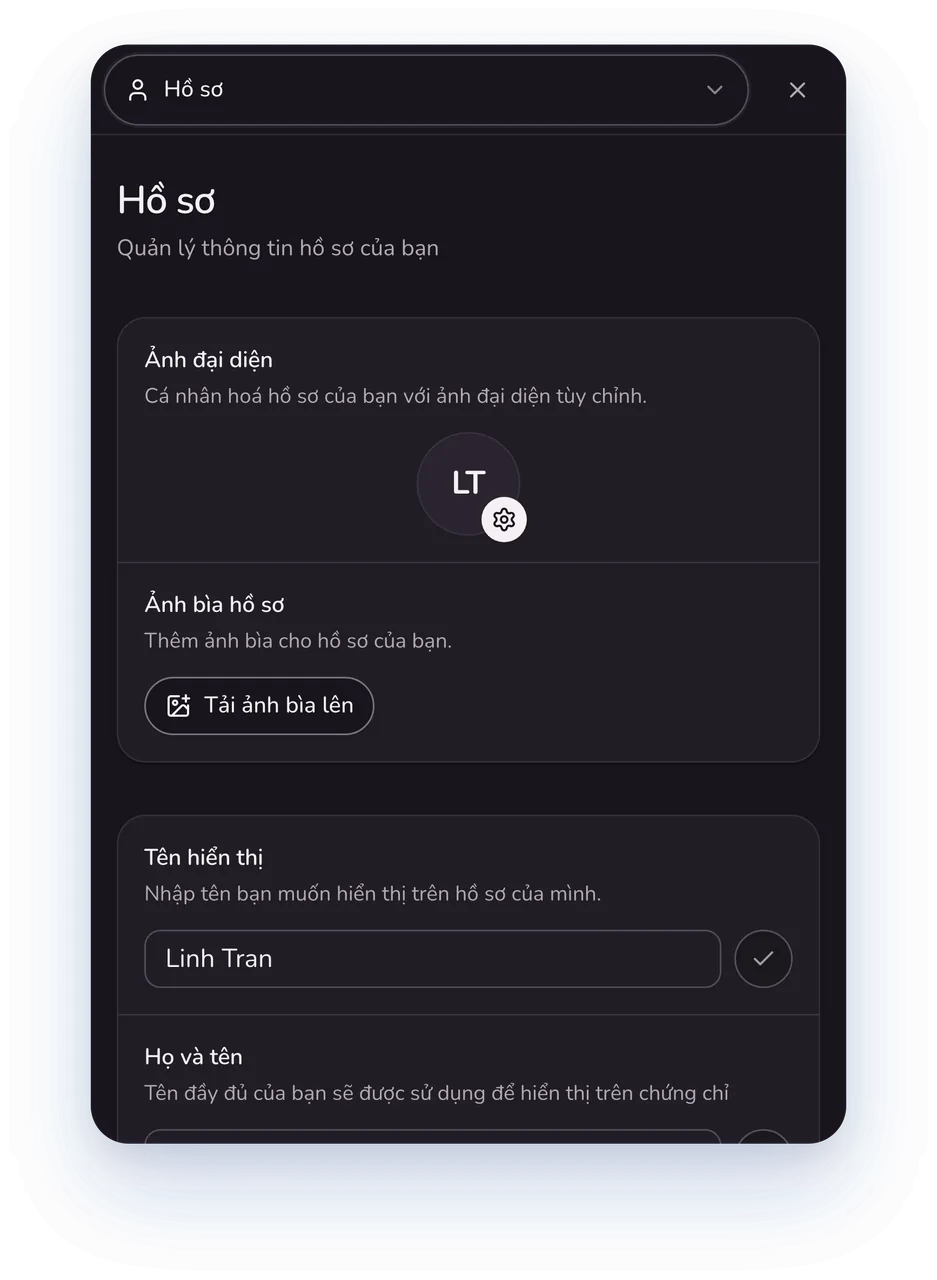 Hồ sơ
Hồ sơ
Quản lý thông tin hồ sơ của bạn
Ảnh đại diện
Cá nhân hoá hồ sơ của bạn với ảnh đại diện tùy chỉnh.
LT
Ảnh bìa hồ sơ
Thêm ảnh bìa cho hồ sơ của bạn.
Tải ảnh bìa lên
Tên hiển thị
Nhập tên bạn muốn hiển thị trên hồ sơ của mình.
Linh Tran
Họ và tên
Tên đầy đủ của bạn sẽ được sử dụng để hiển thị trên chứng chỉ